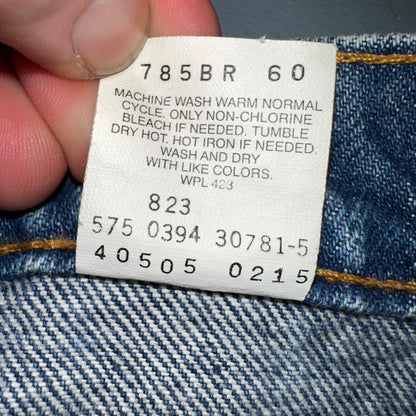 785BR 60
MACHINE WASH WARM NORMAL
CYCLE. ONLY NON-CHLORINE
BLEACH IF NEEDED. TUMBLE
DRY HOT. HOT IRON IF NEEDED.
WASH AND DRY
WITH LIKE COLORS.
WPL 423
823
575 0394 30781-5
40505 0215